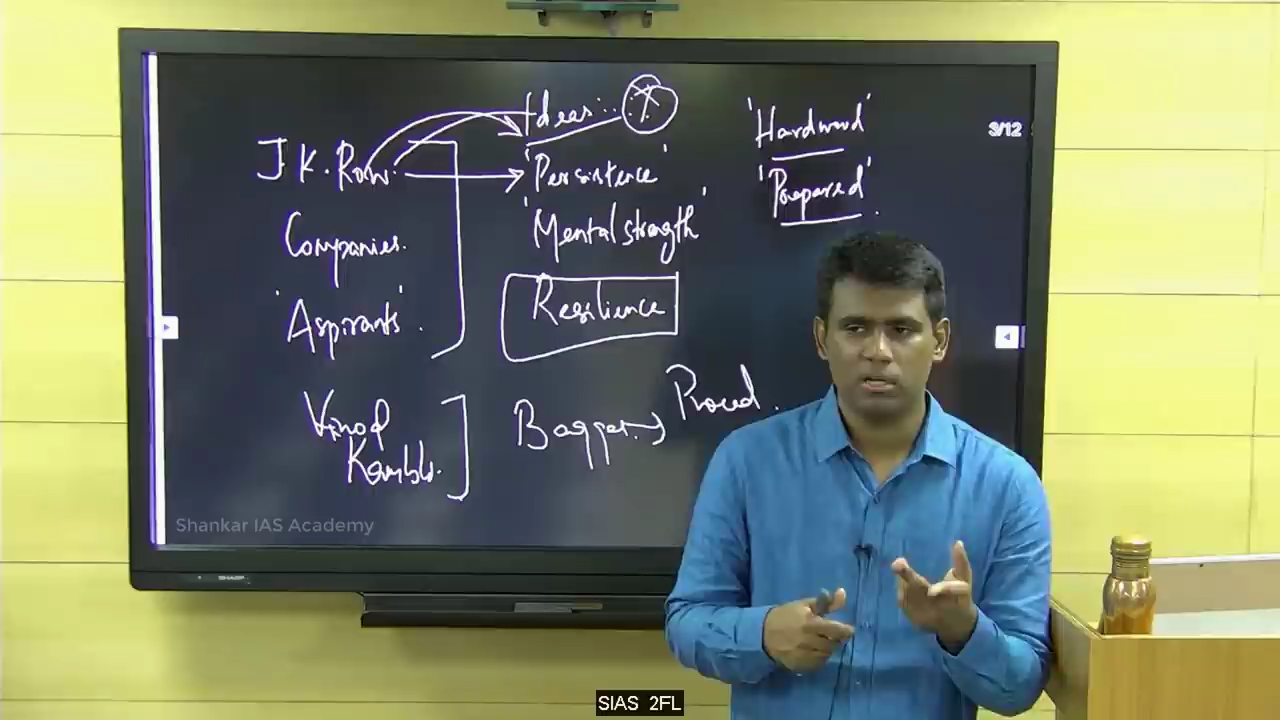 Ideas
J.K. Row.
'Persistence'
'Hardword'
'Prepared'.
3/12
Companies.
'Mental strength'
'Aspirants'.
Resilience
Vinod
Kambli.
Proud.
Shankar IAS Academy
SHARP
SIAS 2FL